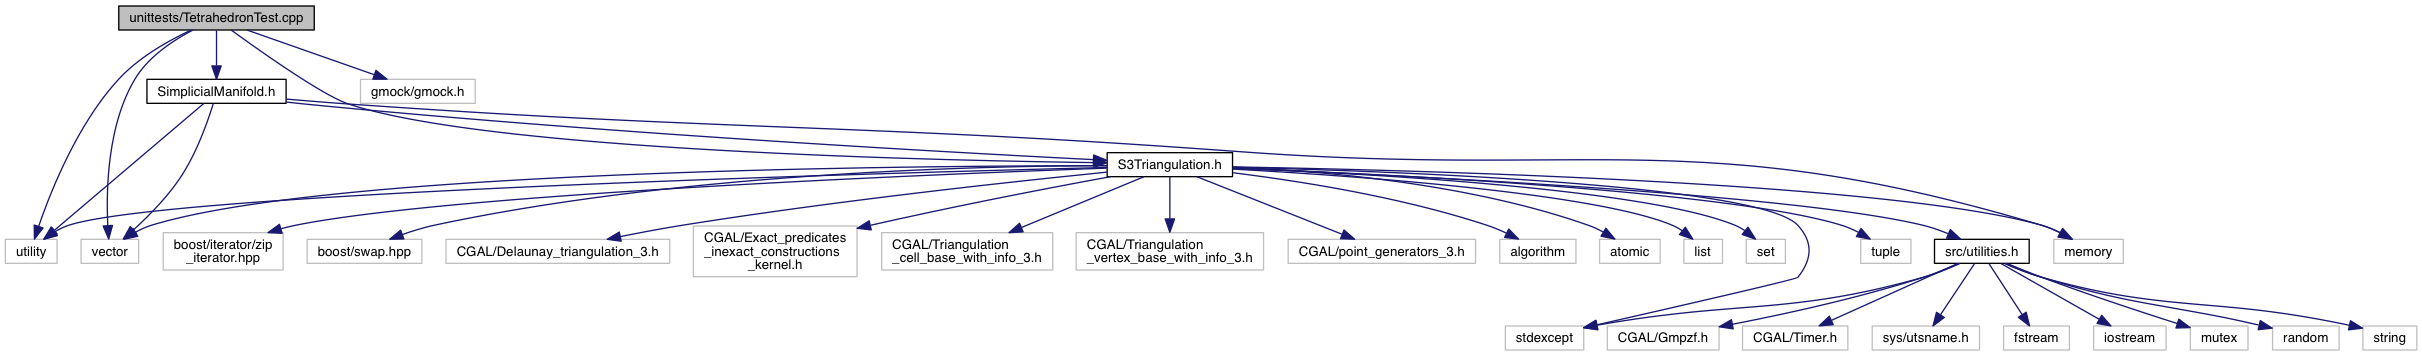 unittests/TetrahedronTest.cpp
SimplicialManifold.h
gmock/gmock.h
S3Triangulation.h
utility
vector
boost/iterator/zip
_iterator.hpp
boost/swap.hpp
CGAL/Delaunay_triangulation_3.h
CGAL/Exact_predicates
_inexact_constructions
_kernel.h
CGAL/Triangulation
_cell_base_with_info_3.h
CGAL/Triangulation
_vertex_base_with_info_3.h
CGAL/point_generators_3.h
algorithm
atomic
list
set
tuple
src/utilities.h
memory
stdexcept
CGAL/Gmpzf.h
CGAL/Timer.h
sys/utsname.h
fstream
iostream
mutex
random
string